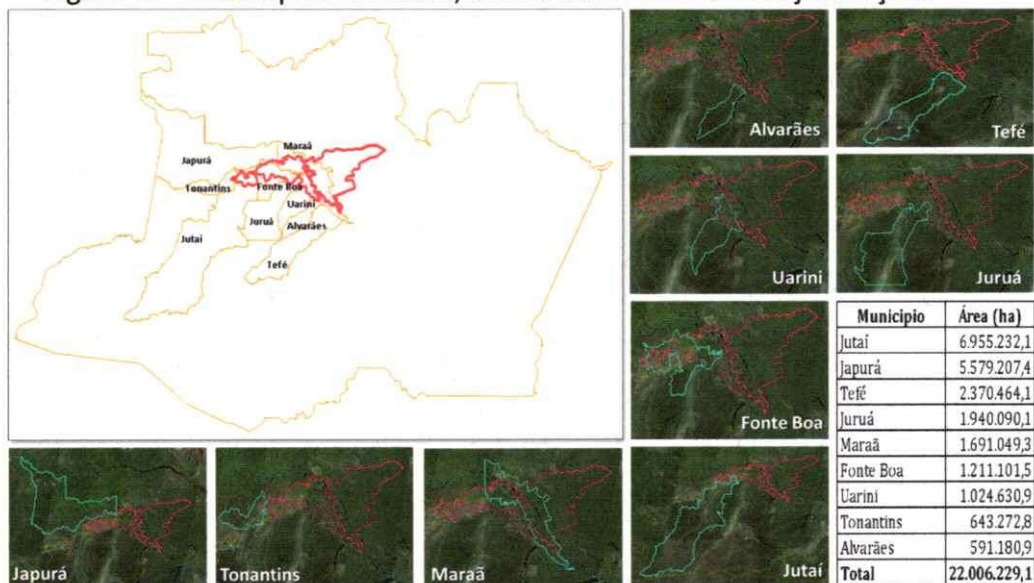 Japurá
Maraã
Tonantins
Fonte Boa
Uarini
Juruá
Alvarães
Jutaí
Tefé
Alvarães
Tefé
Uarini
Juruá
Fonte Boa
Município Área (ha)
Jutaí 6.955.232,1
Japurá 5.579.207,4
Tefé 2.370.464,1
Juruá 1.940.090,1
Maraã 1.691.049,3
Fonte Boa 1.211.101,5
Uarini 1.024.630,9
Tonantins 643.272,8
Alvarães 591.180,9
Total 22.006.229,1
Japurá
Tonantins
Maraã
Jutaí